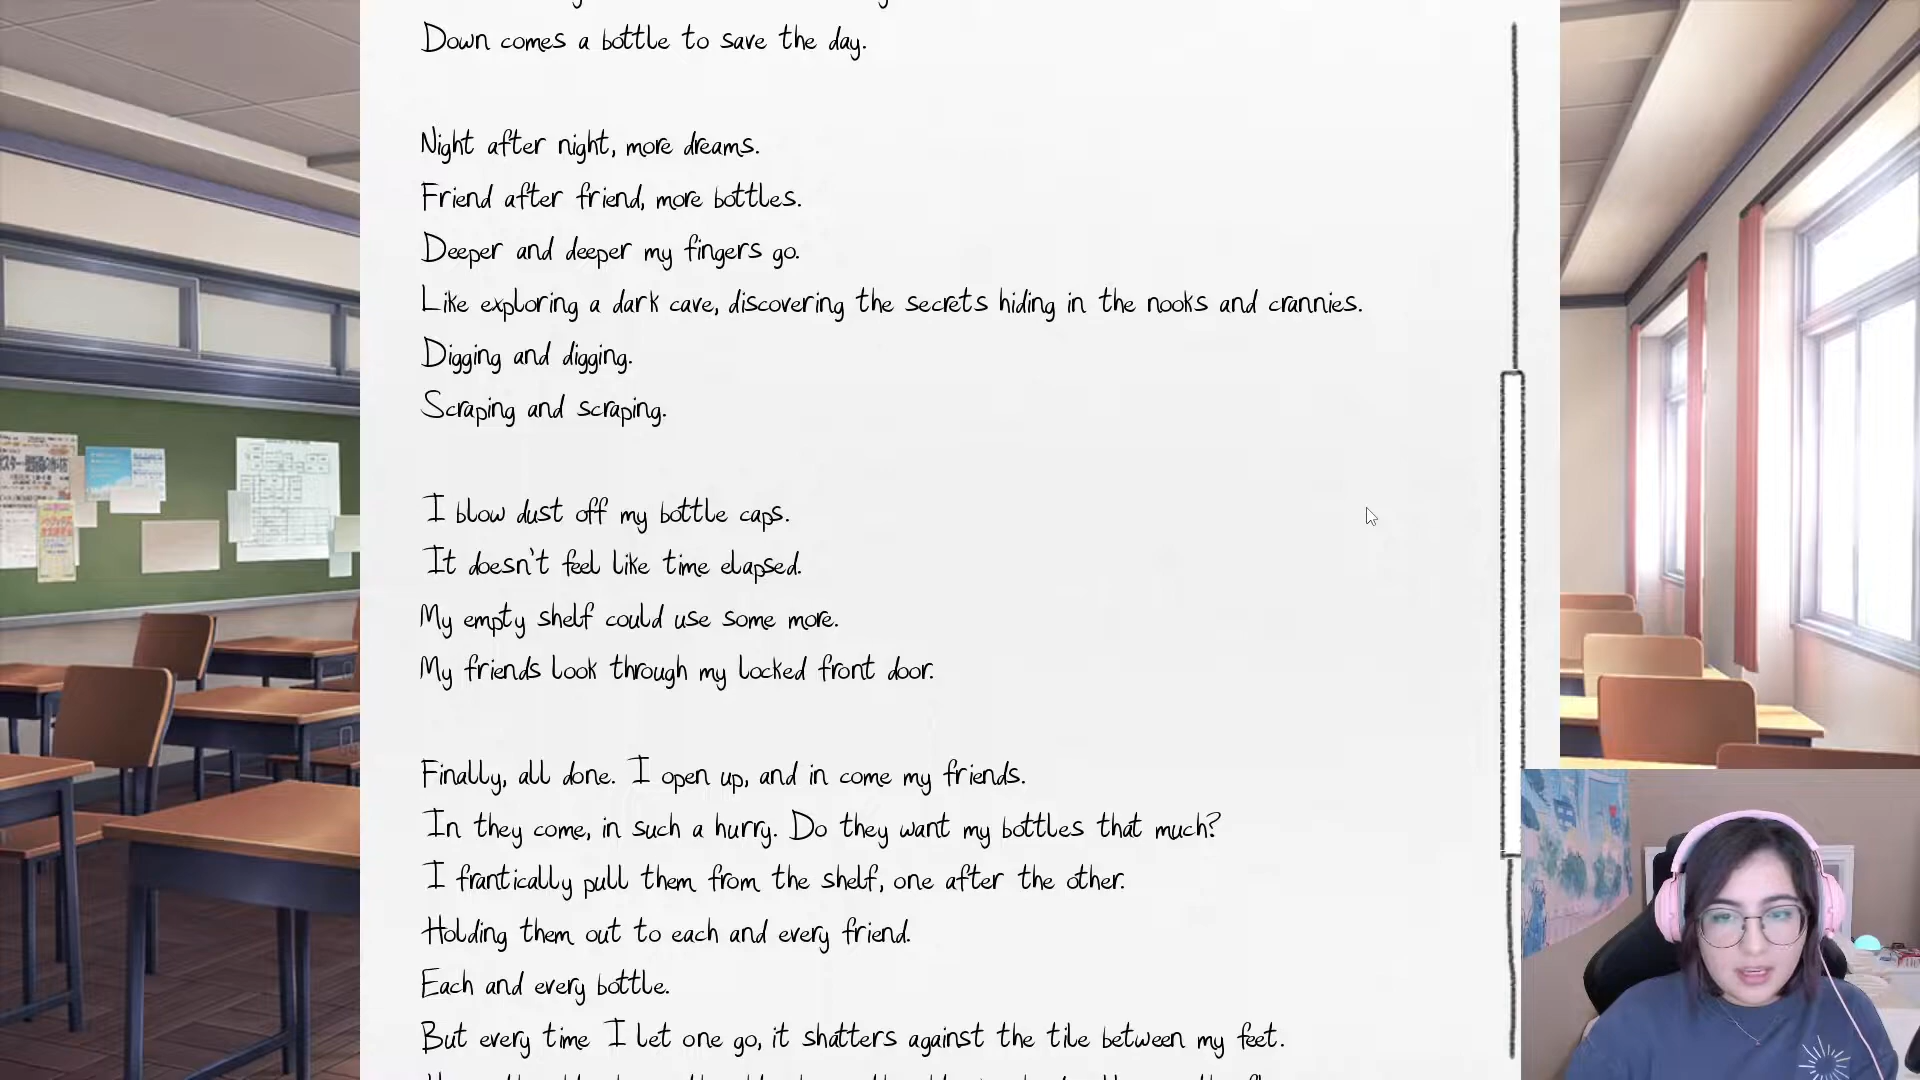 Down comes a bottle to save the day.
Night after night, more dreams.
Friend after friend, more bottles.
Deeper and deeper my fingers go.
Like exploring a dark cave, discovering the secrets hiding in the nooks and crannies.
Digging and digging.
Scraping and scraping.
I blow dust off my bottle caps.
It doesn't feel like time elapsed.
My empty shelf could use some more.
My friends look through my locked front door.
Finally, all done. I open up, and in come my friends.
In they come, in such a hurry. Do they want my bottles that much?
I frantically pull them from the shelf, one after the other.
Holding them out to each and every friend.
Each and every bottle.
But every time I let one go, it shatters against the tile between my feet.